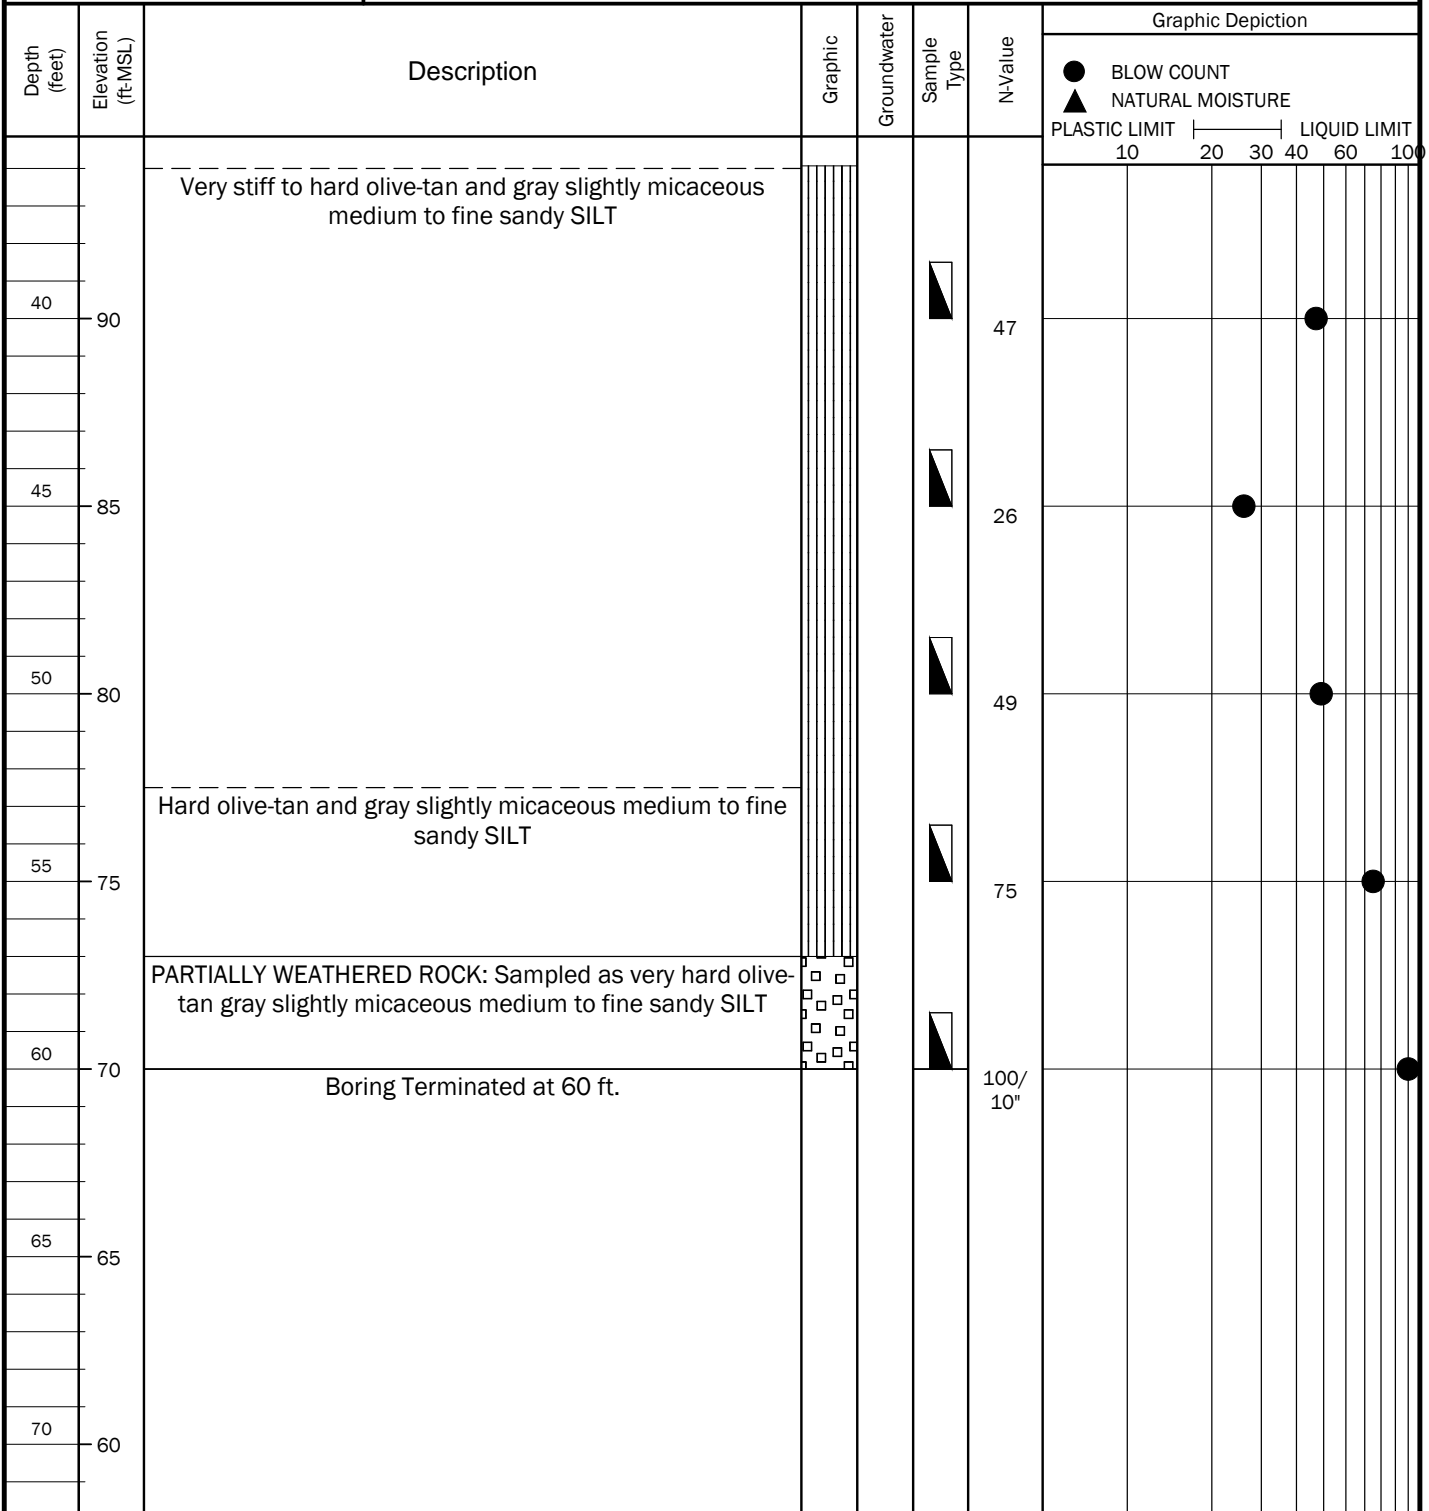 Depth
(feet)
Elevation
(ft-MSL)
Description
Graphic
Groundwater
Sample
Type
N-Value
Graphic Depiction
BLOW COUNT
NATURAL MOISTURE
PLASTIC LIMIT LIQUID LIMIT
10 20 30 40 60 100
Very stiff to hard olive-tan and gray slightly micaceous
medium to fine sandy SILT
40
90
47
45
85
26
50
80
49
Hard olive-tan and gray slightly micaceous medium to fine
sandy SILT
55
75
75
PARTIALLY WEATHERED ROCK: Sampled as very hard olive-
tan gray slightly micaceous medium to fine sandy SILT
60
70
100/
10"
Boring Terminated at 60 ft.
65
65
70
60